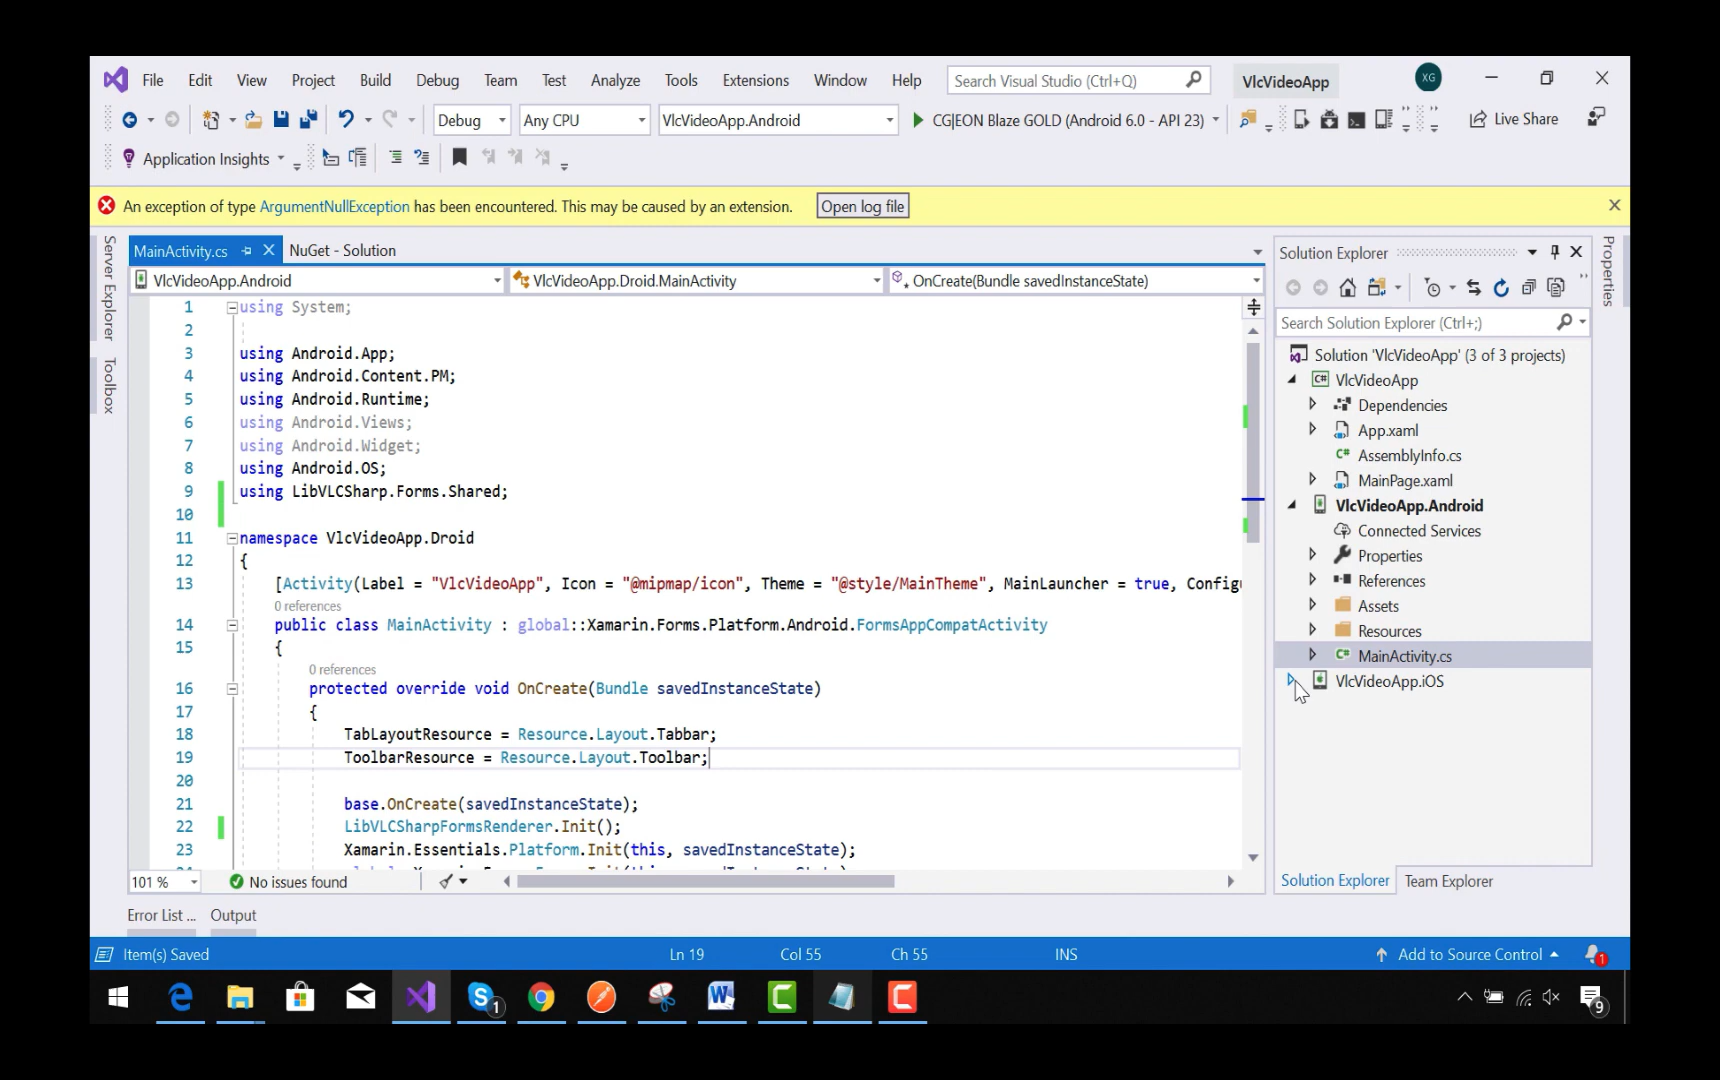 File Edit View Project Build Debug Team Test Analyze Tools Extensions Window Help Search Visual Studio (Ctrl+Q) VlcVideoApp XG
Debug Any CPU VlcVideoApp.Android CG|EON Blaze GOLD (Android 6.0 - API 23) Live Share
Application Insights
An exception of type ArgumentNullException has been encountered. This may be caused by an extension. Open log file
Server Explorer
Toolbox
MainActivity.cs NuGet - Solution
VlcVideoApp.Android VlcVideoApp.Droid.MainActivity OnCreate(Bundle savedInstanceState)
1 using System;
2
3 using Android.App;
4 using Android.Content.PM;
5 using Android.Runtime;
6 using Android.Views;
7 using Android.Widget;
8 using Android.OS;
9 using LibVLCSharp.Forms.Shared;
10
11 namespace VlcVideoApp.Droid
12 {
13 [Activity(Label = "VlcVideoApp", Icon = "@mipmap/icon", Theme = "@style/MainTheme", MainLauncher = true, Config
0 references
14 public class MainActivity : global::Xamarin.Forms.Platform.Android.FormsAppCompatActivity
15 {
0 references
16 protected override void OnCreate(Bundle savedInstanceState)
17 {
18 TabLayoutResource = Resource.Layout.Tabbar;
19 ToolbarResource = Resource.Layout.Toolbar;
20
21 base.OnCreate(savedInstanceState);
22 LibVLCSharpFormsRenderer.Init();
23 Xamarin.Essentials.Platform.Init(this, savedInstanceState);
101 % No issues found
Error List ... Output
Solution Explorer
Properties
Search Solution Explorer (Ctrl+;)
Solution 'VlcVideoApp' (3 of 3 projects)
C# VlcVideoApp
Dependencies
App.xaml
C# AssemblyInfo.cs
MainPage.xaml
VlcVideoApp.Android
Connected Services
Properties
References
Assets
Resources
C# MainActivity.cs
VlcVideoApp.iOS
Solution Explorer Team Explorer
Item(s) Saved Ln 19 Col 55 Ch 55 INS Add to Source Control 1
1 9